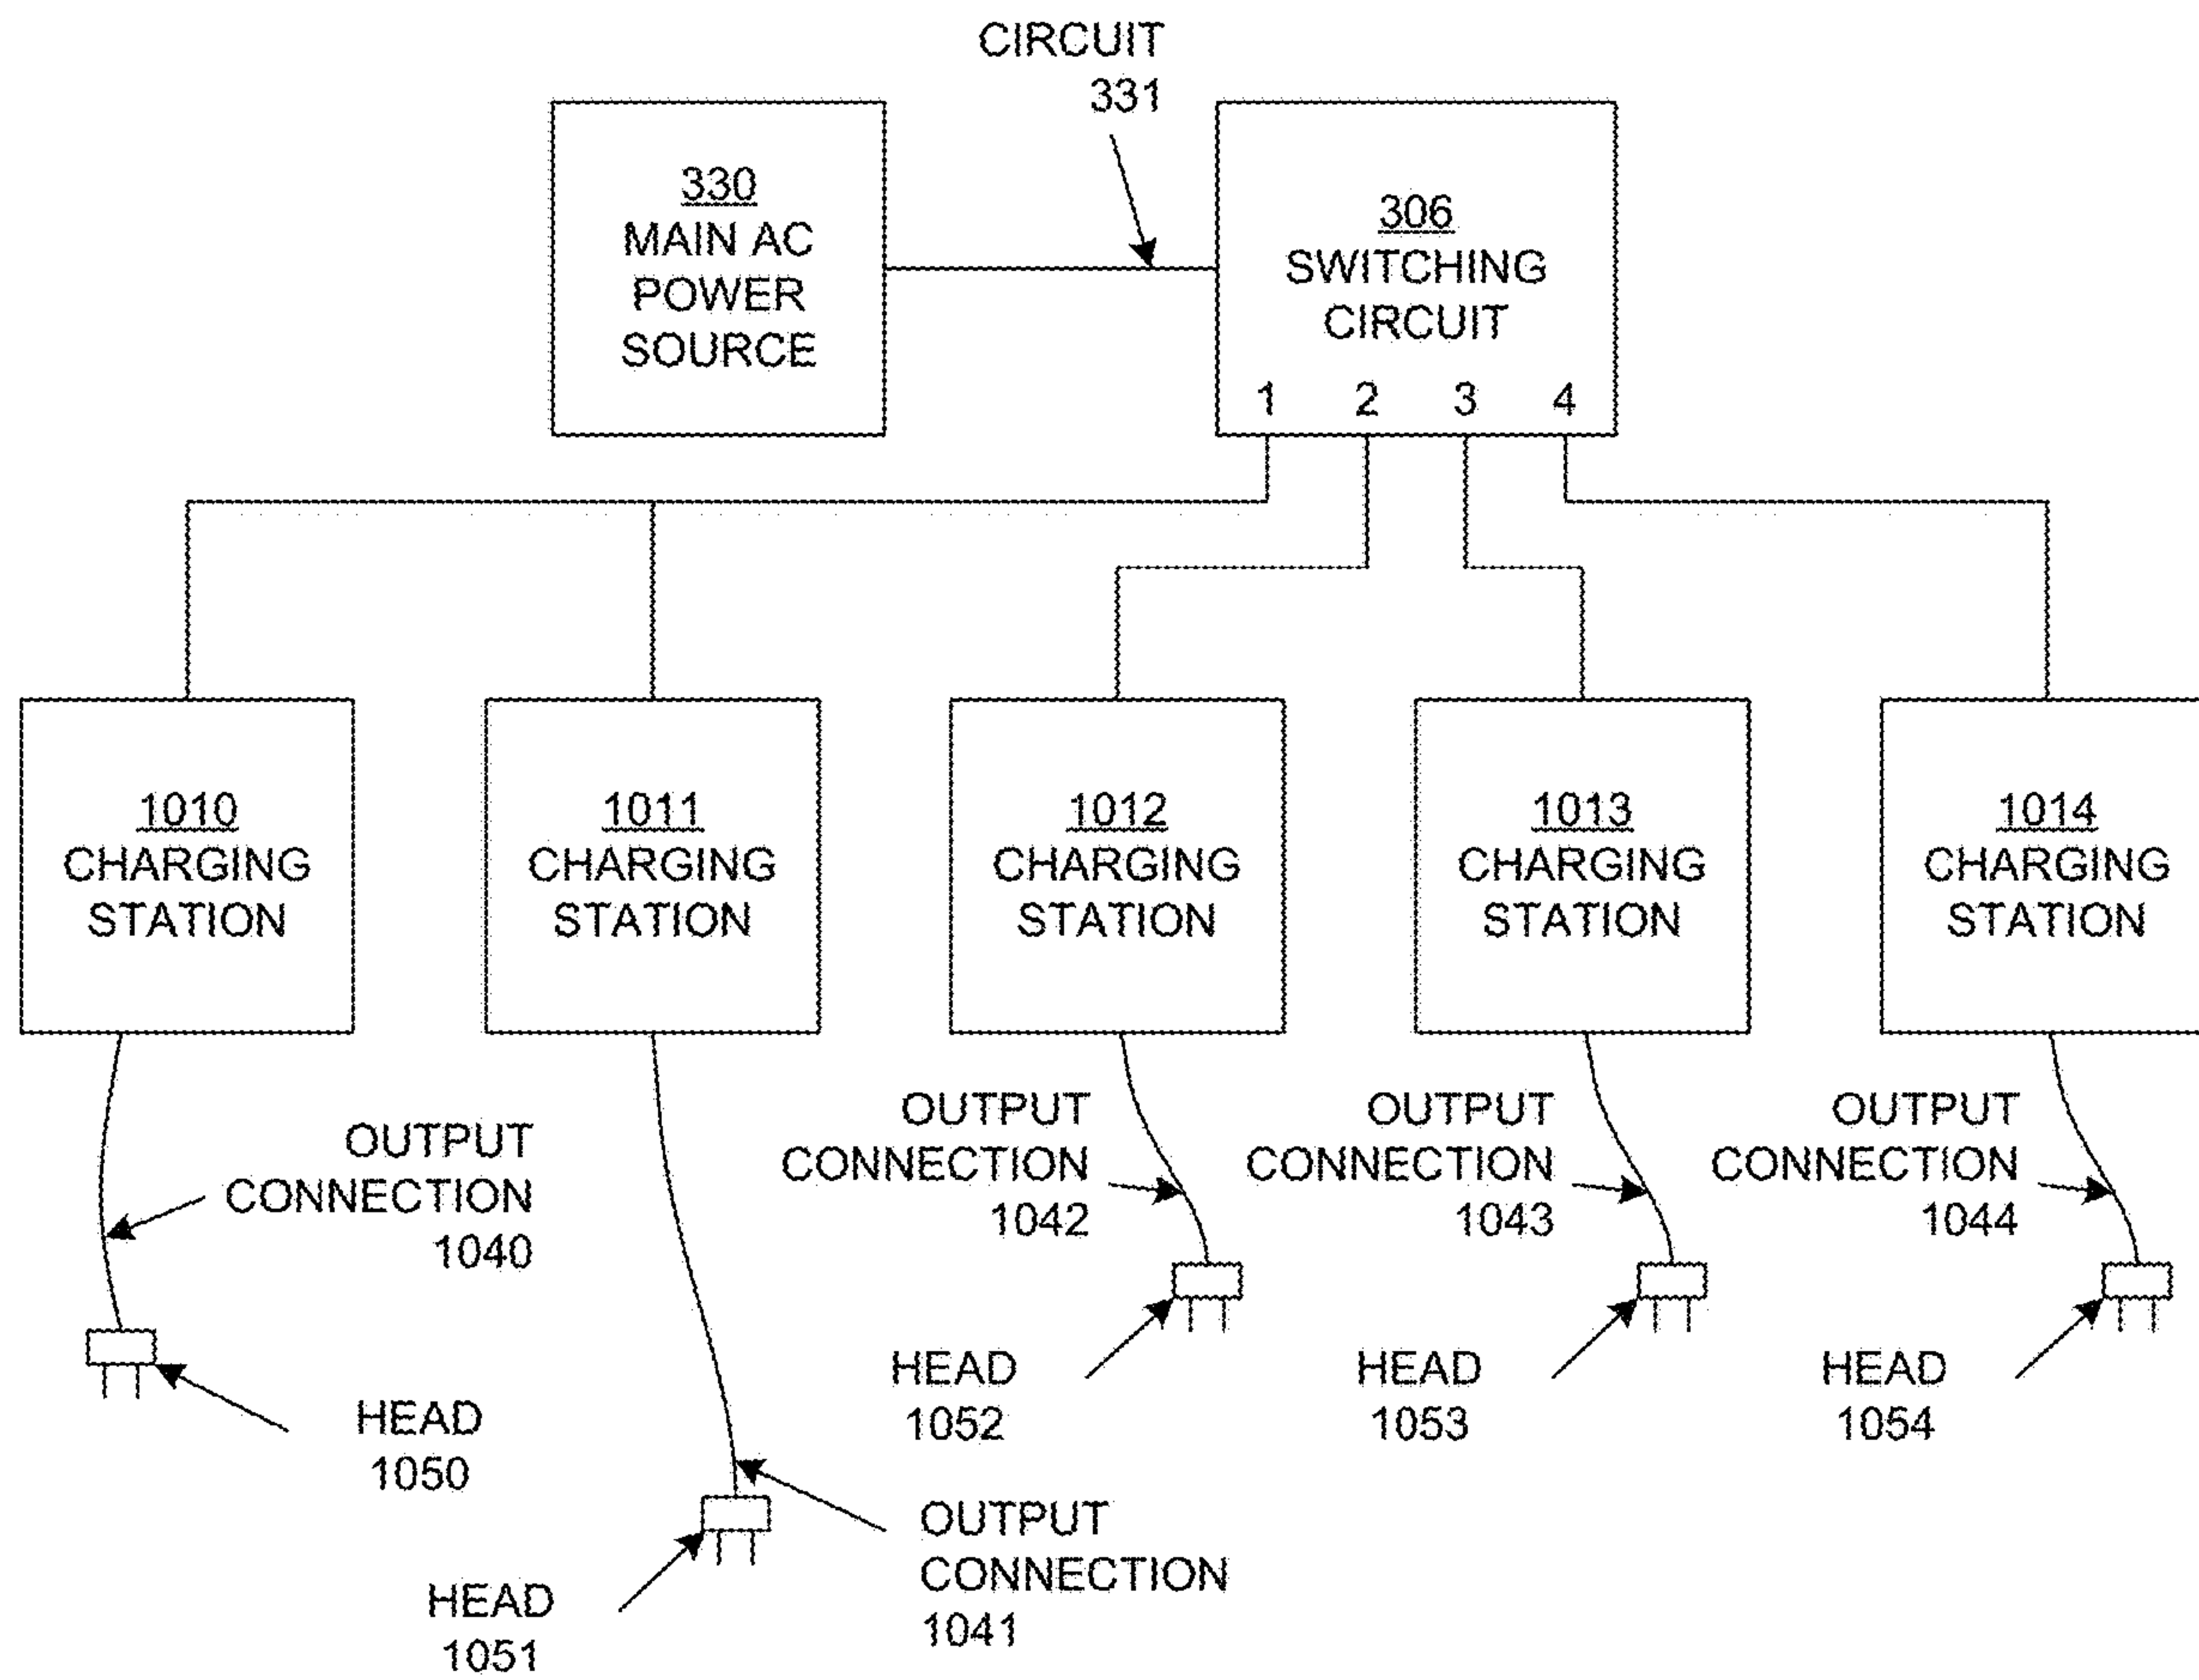 CIRCUIT
331
330
MAIN AC
POWER
SOURCE
306
SWITCHING
CIRCUIT
1 2 3 4
1010
CHARGING
STATION
1011
CHARGING
STATION
1012
CHARGING
STATION
1013
CHARGING
STATION
1014
CHARGING
STATION
OUTPUT
CONNECTION
1040
OUTPUT
CONNECTION
1042
OUTPUT
CONNECTION
1043
OUTPUT
CONNECTION
1044
HEAD
1050
HEAD
1052
HEAD
1053
HEAD
1054
HEAD
1051
OUTPUT
CONNECTION
1041